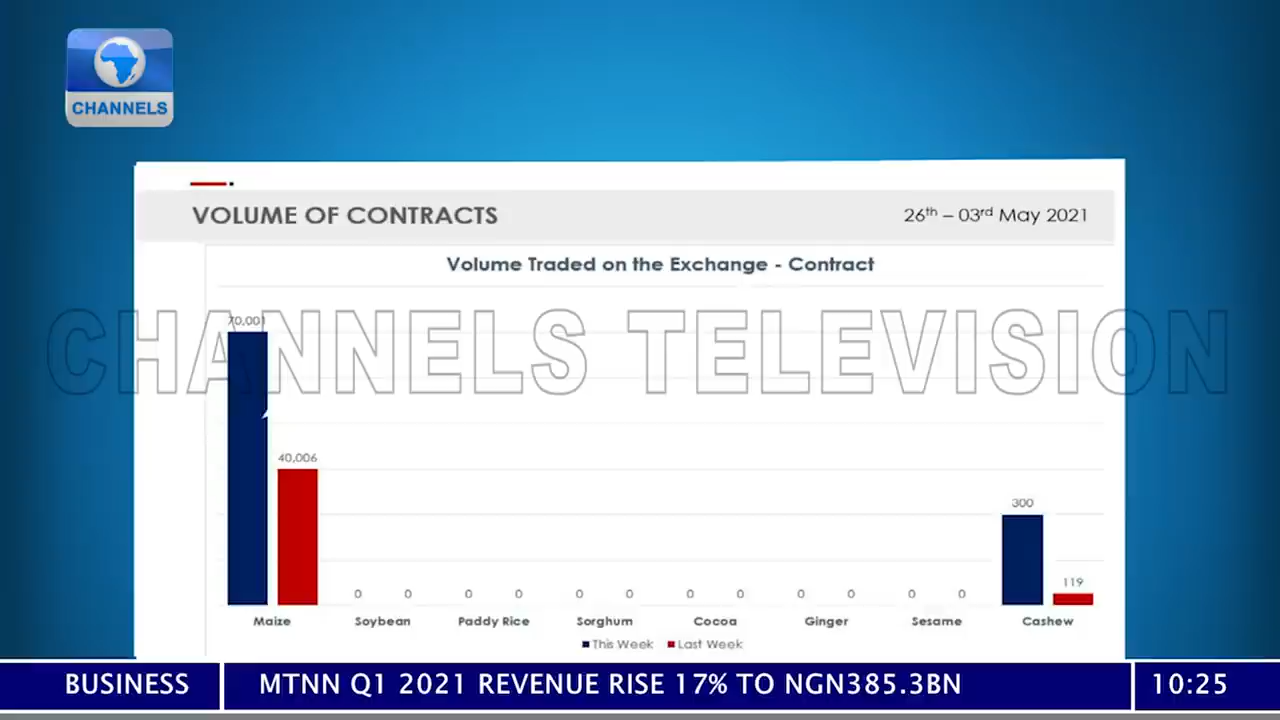 CHANNELS
VOLUME OF CONTRACTS
26th – 03rd May 2021
Volume Traded on the Exchange - Contract
CHANNELS TELEVISION
70,001
40,006
300
119
0 0 0 0 0 0 0 0 0 0 0 0
Maize Soybean Paddy Rice Sorghum Cocoa Ginger Sesame Cashew
This Week Last Week
BUSINESS MTNN Q1 2021 REVENUE RISE 17% TO NGN385.3BN 10:25